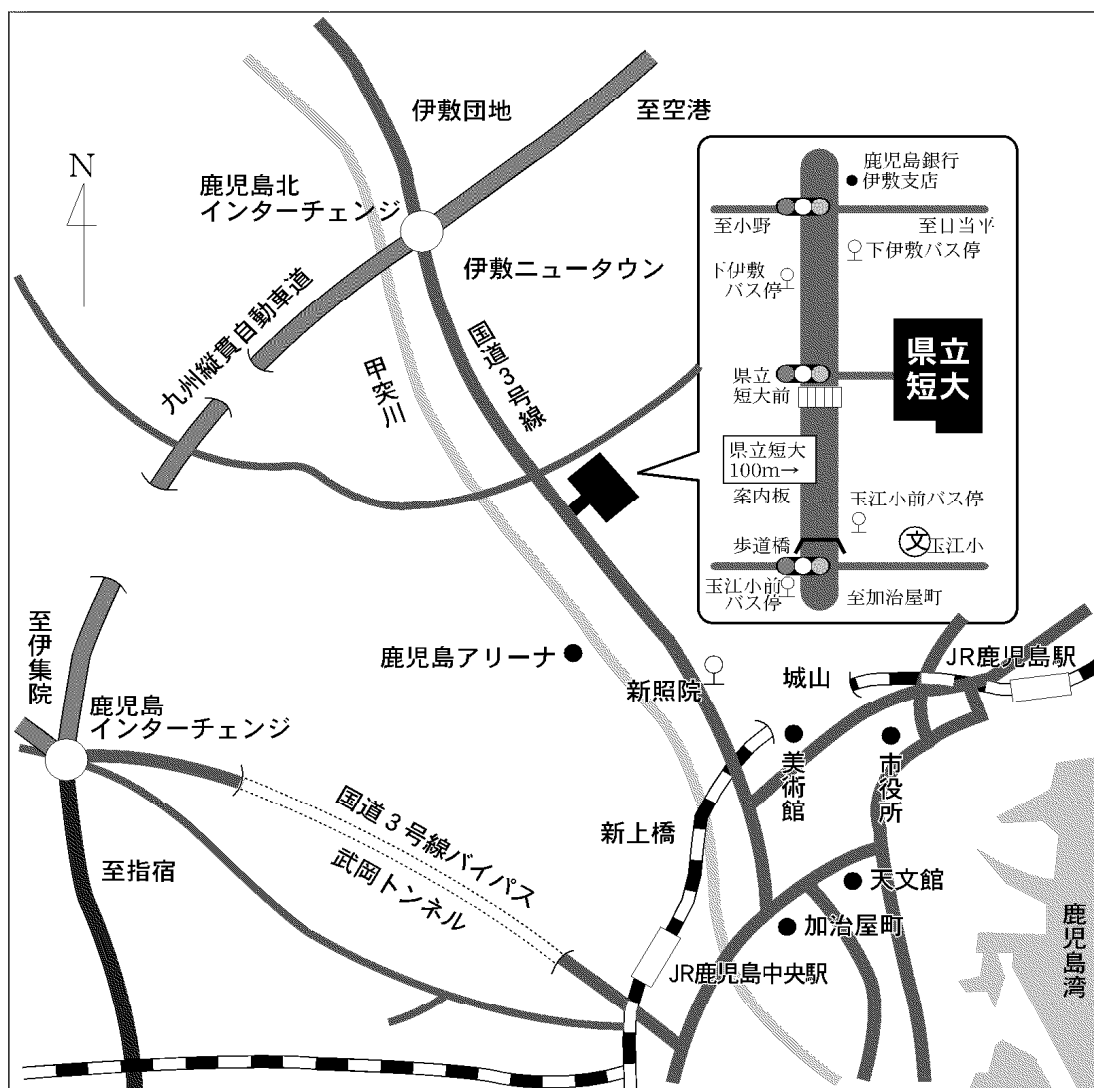 伊敷団地
至空港
N
鹿児島北
インターチェンジ
伊敷ニュータウン
九州縦貫自動車道
甲突川
国道3号線
鹿児島銀行
伊敷支店
至小野
至日当平
下伊敷バス停
下伊敷
バス停
県立
短大
県立
短大前
県立短大
100m→
案内板
玉江小前バス停
歩道橋
文
玉江小
玉江小前
バス停
至加治屋町
至伊集院
鹿児島アリーナ
新照院
城山
JR鹿児島駅
鹿児島
インターチェンジ
美術館
市役所
国道3号線バイパス
武岡トンネル
新上橋
至指宿
天文館
加治屋町
JR鹿児島中央駅
鹿児島湾